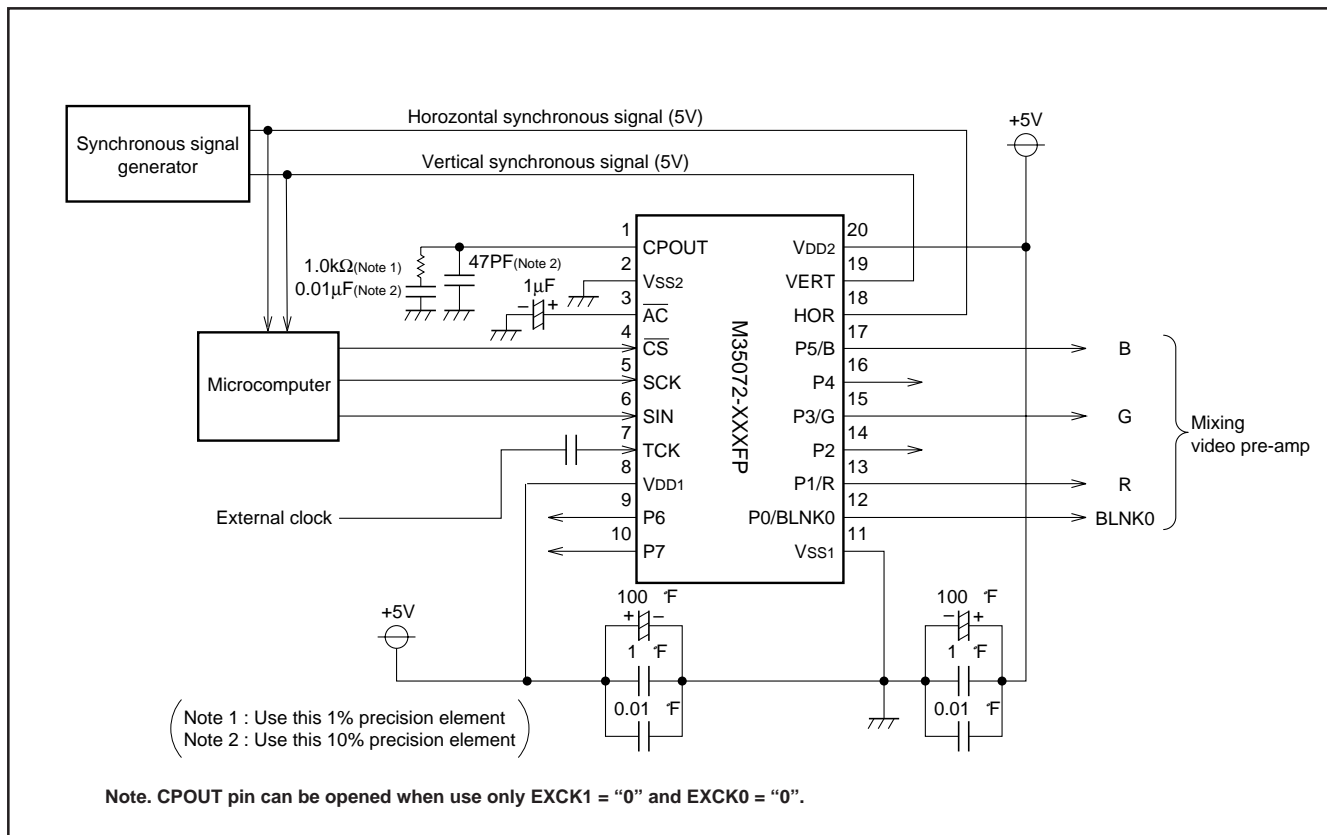 Horozontal synchronous signal (5V)
+5V
Synchronous signal
generator
Vertical synchronous signal (5V)
1
20
CPOUT
VDD2
1.0kΩ(Note 1)
47PF(Note 2)
2
19
0.01μF(Note 2)
VSS2
VERT
1μF
3
18
– +
AC
HOR
4
17
CS
P5/B
B
Microcomputer
5
16
SCK
P4
6
15
SIN
P3/G
G
Mixing
video pre-amp
7
14
TCK
P2
8
13
VDD1
P1/R
R
External clock
9
12
P6
P0/BLNK0
BLNK0
10
11
P7
VSS1
M35072-XXXFP
+5V
100 °F
+ –
1 °F
0.01 °F
100 °F
– +
1 °F
0.01 °F
Note 1 : Use this 1% precision element
Note 2 : Use this 10% precision element
Note. CPOUT pin can be opened when use only EXCK1 = “0” and EXCK0 = “0”.